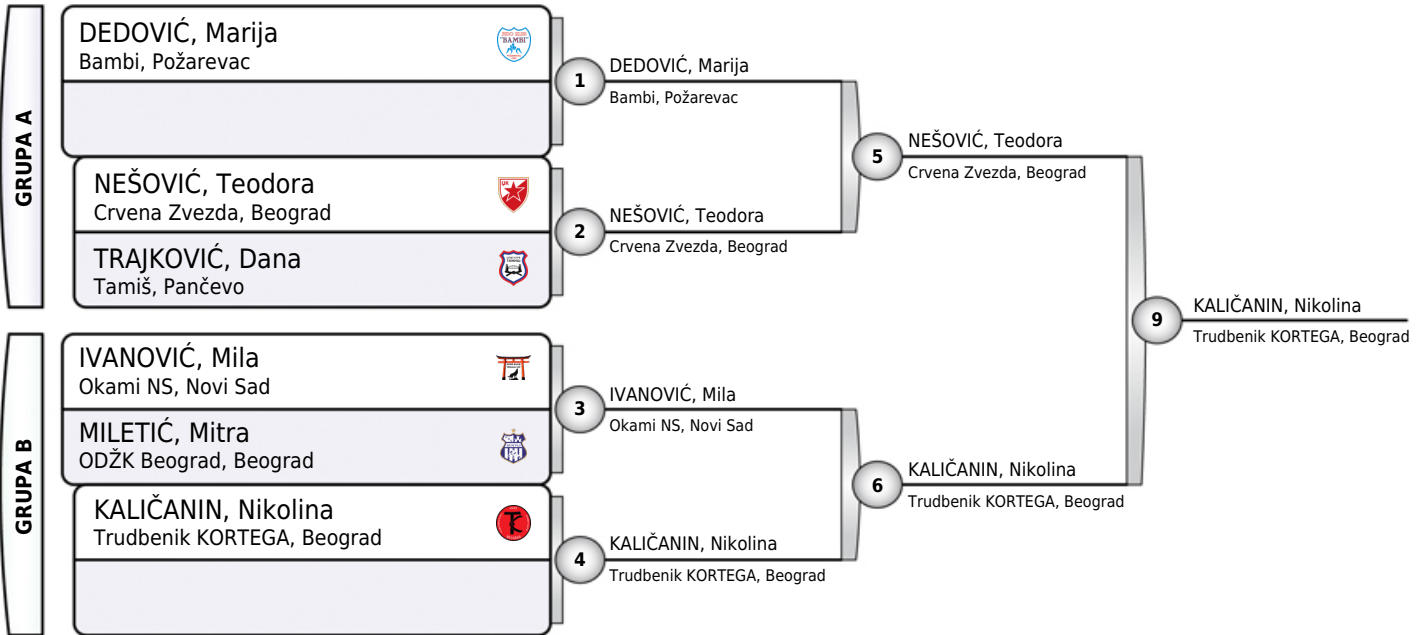 GRUPA A
DEDOVIĆ, Marija
Bambi, Požarevac
"BAMBI"
NEŠOVIĆ, Teodora
Crvena Zvezda, Beograd
TRAJKOVIĆ, Dana
Tamiš, Pančevo
GRUPA B
IVANOVIĆ, Mila
Okami NS, Novi Sad
MILETIĆ, Mitra
ODŽK Beograd, Beograd
KALIČANIN, Nikolina
Trudbenik KORTEGA, Beograd
1
DEDOVIĆ, Marija
Bambi, Požarevac
2
NEŠOVIĆ, Teodora
Crvena Zvezda, Beograd
3
IVANOVIĆ, Mila
Okami NS, Novi Sad
4
KALIČANIN, Nikolina
Trudbenik KORTEGA, Beograd
5
NEŠOVIĆ, Teodora
Crvena Zvezda, Beograd
6
KALIČANIN, Nikolina
Trudbenik KORTEGA, Beograd
9
KALIČANIN, Nikolina
Trudbenik KORTEGA, Beograd